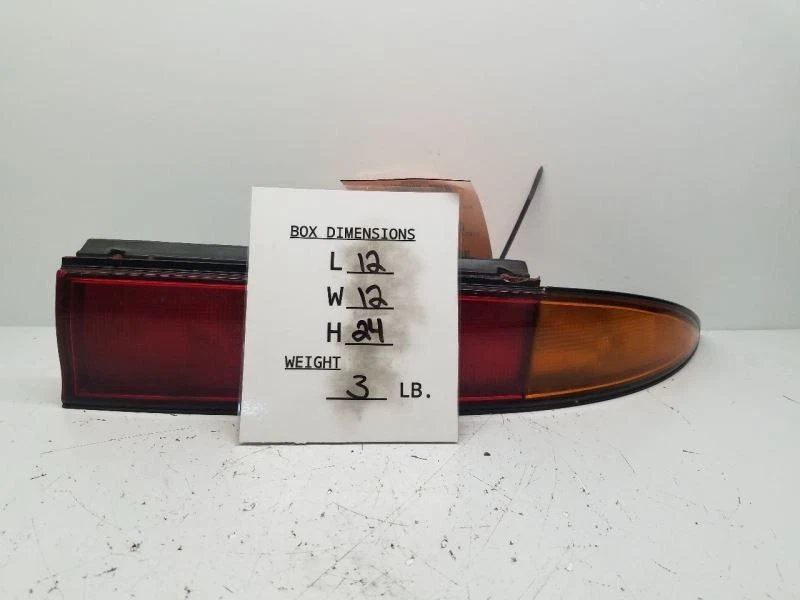 BOX DIMENSIONS
L 12
W 12
H 24
WEIGHT
3 LB.